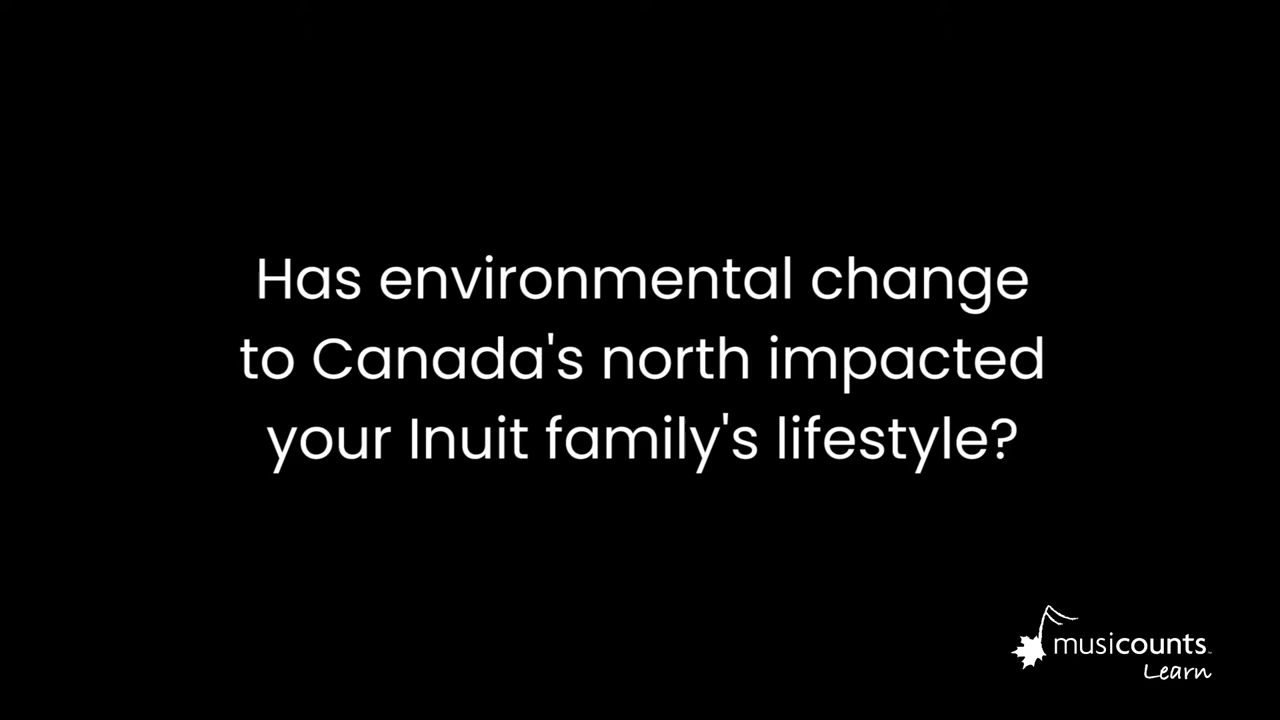 Has environmental change
to Canada's north impacted
your Inuit family's lifestyle?
musicounts
Learn